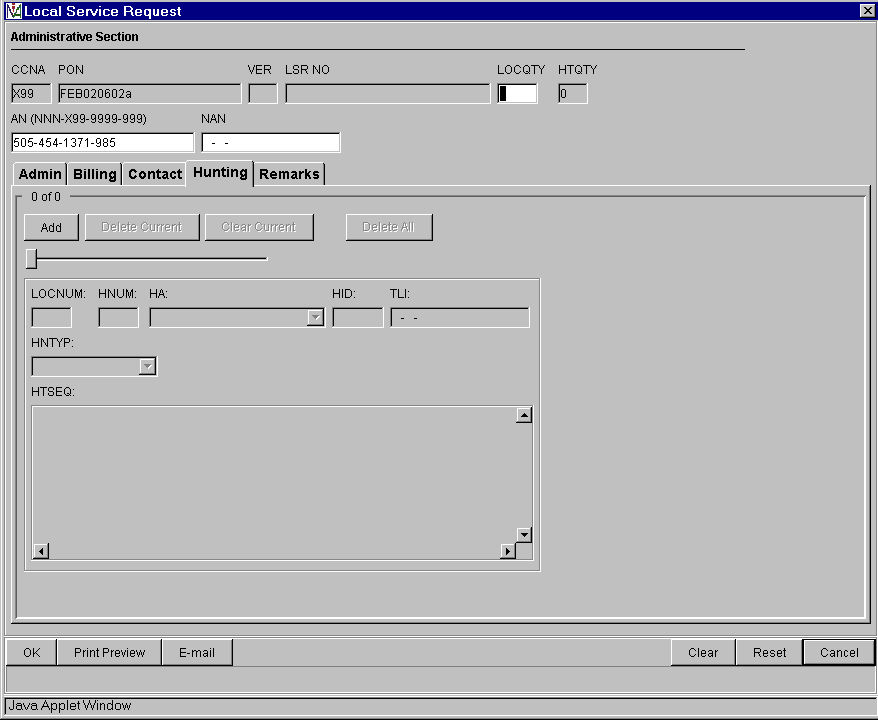 Local Service Request
Administrative Section
CCNA PON VER LSR NO LOCQTY HTQTY
X99 FEB020602a 0
AN (NNN-X99-9999-999) NAN
505-454-1371-985 - -
Admin Billing Contact Hunting Remarks
0 of 0
Add Delete Current Clear Current Delete All
LOCNUM: HNUM: HA: HID: TLI:
- -
HNTYP:
HTSEQ:
OK Print Preview E-mail Clear Reset Cancel
Java Applet Window